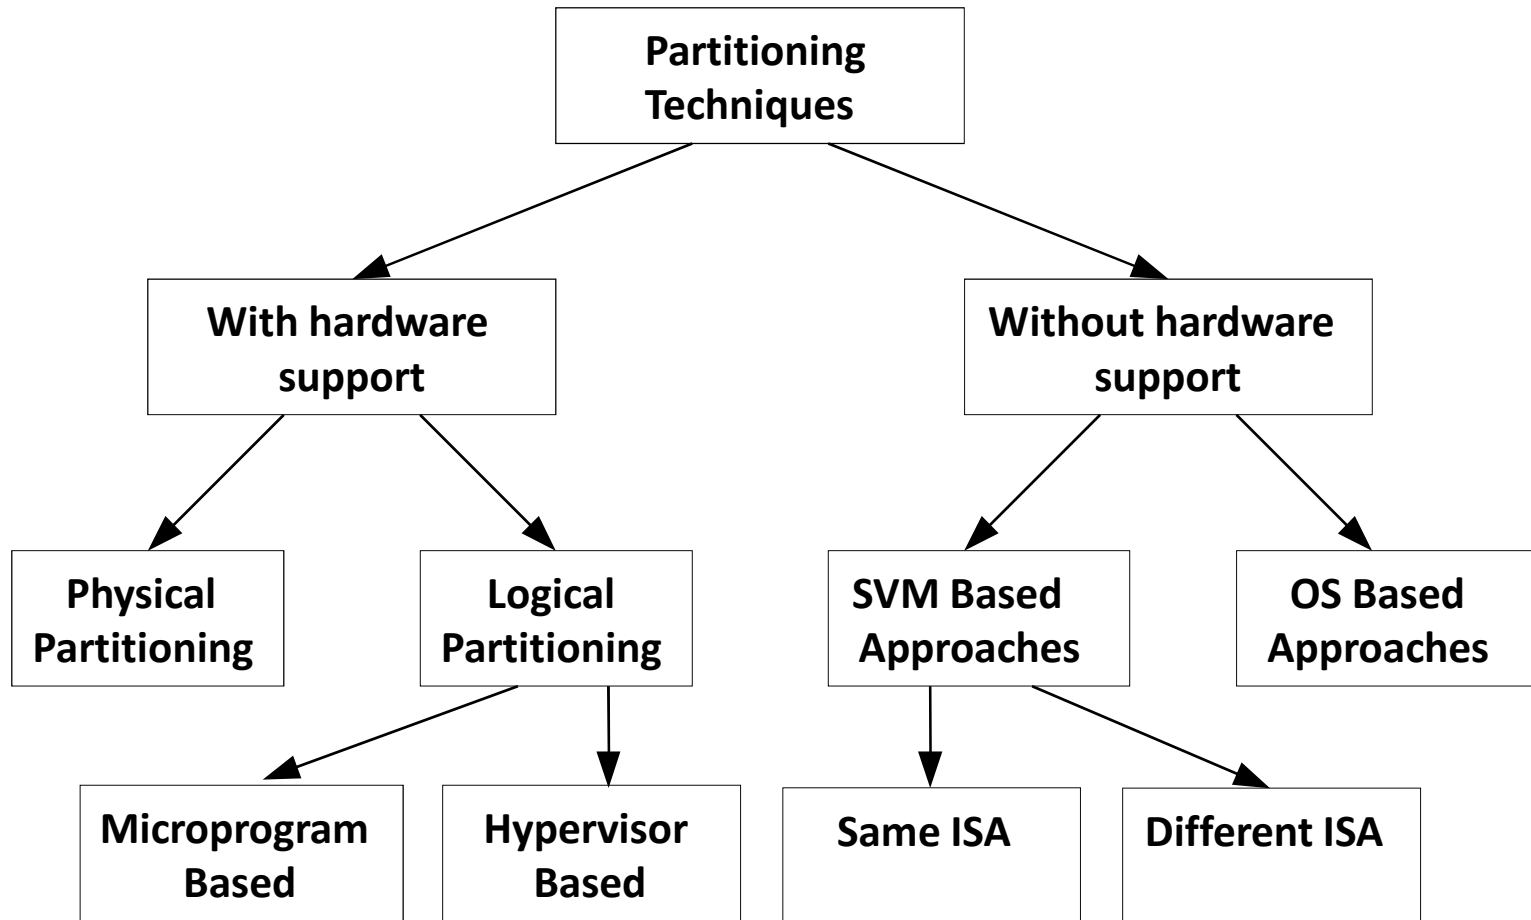 Partitioning
Techniques
With hardware
support
Without hardware
support
Physical
Partitioning
Logical
Partitioning
SVM Based
Approaches
OS Based
Approaches
Microprogram
Based
Hypervisor
Based
Same ISA
Different ISA